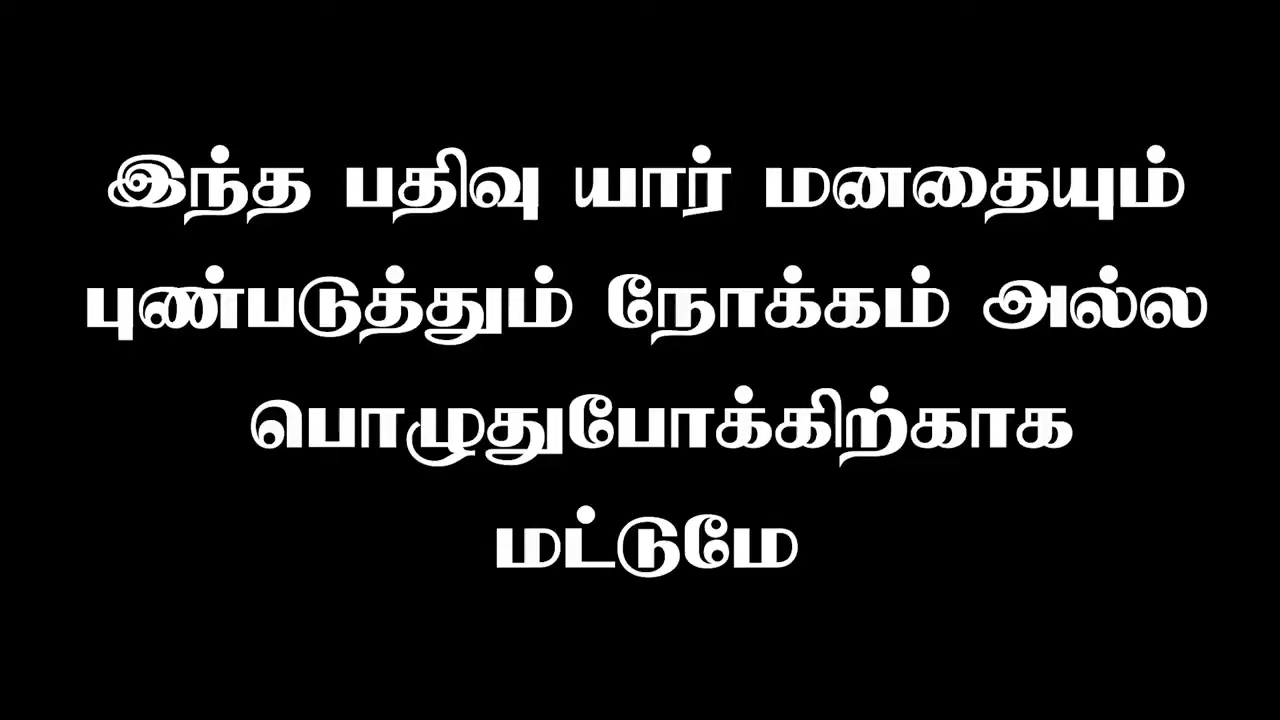 இந்த பதிவு யார் மனதையும்
புண்படுத்தும் நோக்கம் அல்ல
பொழுதுபோக்கிற்காக
மட்டுமே